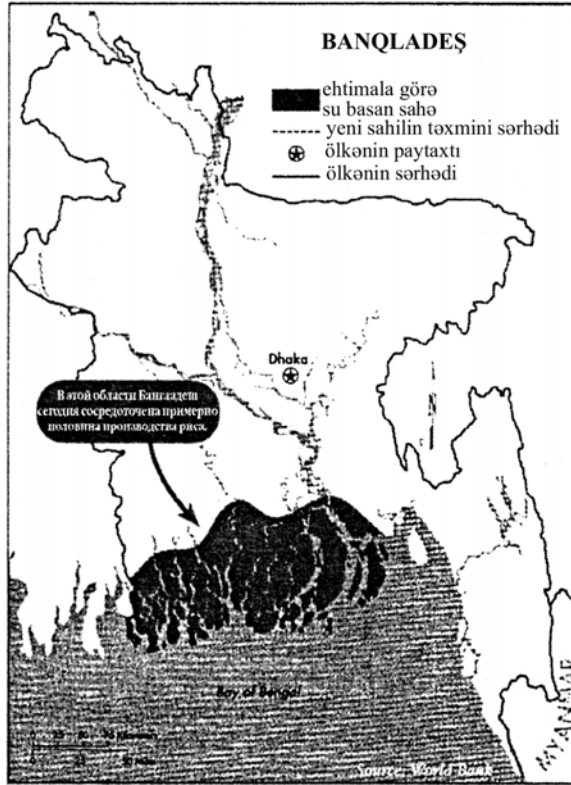 BANQLADEŞ
ehtimala görə
su basan sahə
yeni sahilin təxmini sərhədi
ölkənin paytaxtı
ölkənin sərhədi
Dhaka
В этой области Бангладеш
сегодня сосредоточена примерно
половина производства риса.
Bay of Bengal
MYANMAR
Source: World Bank